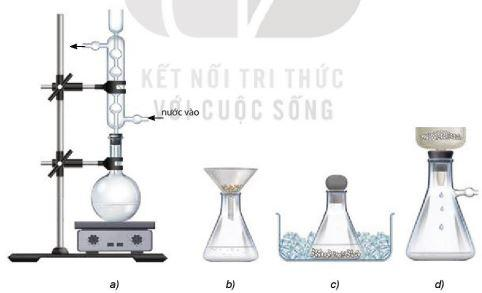 KẾT NỐI TRI THỨC
VỚI CUỘC SỐNG
nước vào
a)
b)
c)
d)